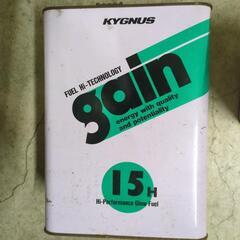 KYGNUS
FUEL HI-TECHNOLOGY
gain
energy with quality
and potentiality
15H
Hi-Performance Glow Fuel